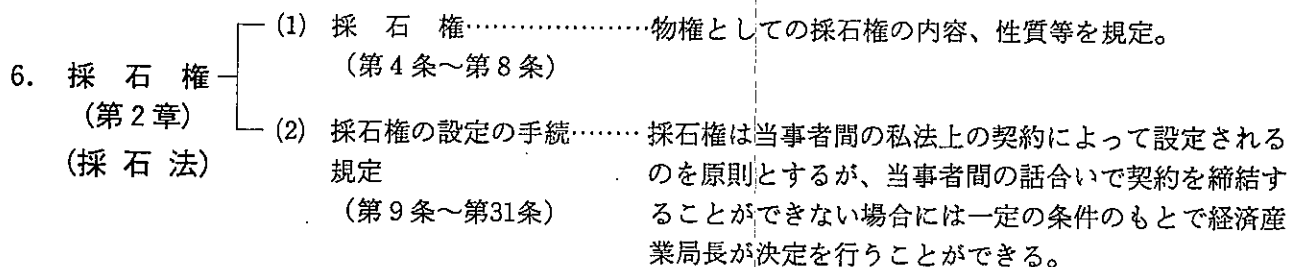 (1) 採石権…………………物権としての採石権の内容、性質等を規定。
(第4条～第8条)
6. 採石権
(第2章)
(採石法)
(2) 採石権の設定の手続………採石権は当事者間の私法上の契約によって設定される
規定 のを原則とするが、当事者間の話合いで契約を締結す
(第9条～第31条) ることができない場合には一定の条件のもとで経済産
業局長が決定を行うことができる。